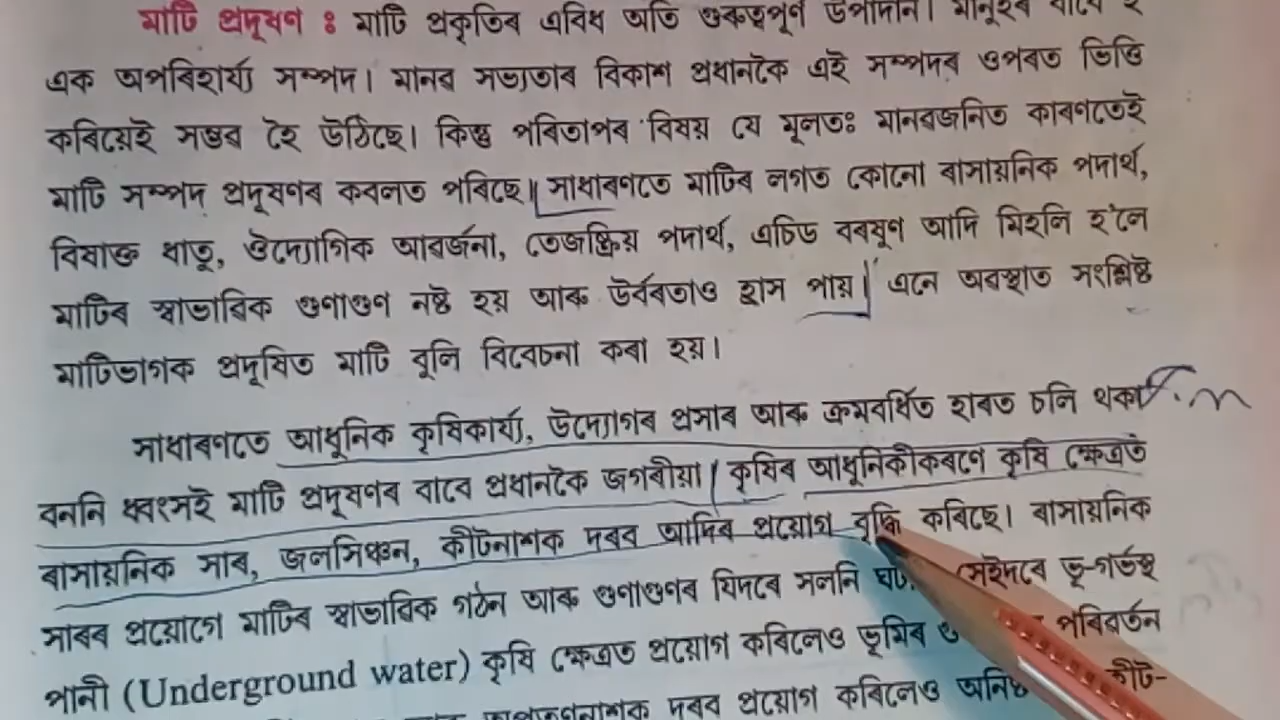 মাটি প্ৰদূষণ : মাটি প্ৰকৃতিৰ এবিধ অতি গুৰুত্বপূৰ্ণ উপাদান। মানুহৰ বাবে ই
এক অপৰিহাৰ্য্য সম্পদ। মানৱ সভ্যতাৰ বিকাশ প্ৰধানকৈ এই সম্পদৰ ওপৰত ভিত্তি
কৰিয়েই সম্ভৱ হৈ উঠিছে। কিন্তু পৰিতাপৰ বিষয় যে মূলতঃ মানৱজনিত কাৰণতেই
মাটি সম্পদ প্ৰদূষণৰ কবলত পৰিছে। সাধাৰণতে মাটিৰ লগত কোনো ৰাসায়নিক পদাৰ্থ,
বিষাক্ত ধাতু, ঔদ্যোগিক আৱৰ্জনা, তেজষ্ক্ৰিয় পদাৰ্থ, এচিড বৰষুণ আদি মিহলি হ'লে
মাটিৰ স্বাভাৱিক গুণাগুণ নষ্ট হয় আৰু উৰ্বৰতাও হ্ৰাস পায়। এনে অৱস্থাত সংশ্লিষ্ট
মাটিভাগক প্ৰদূষিত মাটি বুলি বিবেচনা কৰা হয়।
সাধাৰণতে আধুনিক কৃষিকাৰ্য্য, উদ্যোগৰ প্ৰসাৰ আৰু ক্ৰমবৰ্ধিত হাৰত চলি থকা
বননি ধ্বংসই মাটি প্ৰদূষণৰ বাবে প্ৰধানকৈ জগৰীয়া। কৃষিৰ আধুনিকীকৰণে কৃষি ক্ষেত্ৰত
ৰাসায়নিক সাৰ, জলসিঞ্চন, কীটনাশক দৰব আদিৰ প্ৰয়োগ বৃদ্ধি কৰিছে। ৰাসায়নিক
সাৰৰ প্ৰয়োগে মাটিৰ স্বাভাৱিক গঠন আৰু গুণাগুণৰ যিদৰে সলনি সেইদৰে ভূ-গৰ্ভস্থ
পানী (Underground water) কৃষি ক্ষেত্ৰত প্ৰয়োগ কৰিলেও ভূমিৰ পৰিৱৰ্তন
দৰব প্ৰয়োগ কৰিলেও কীট-